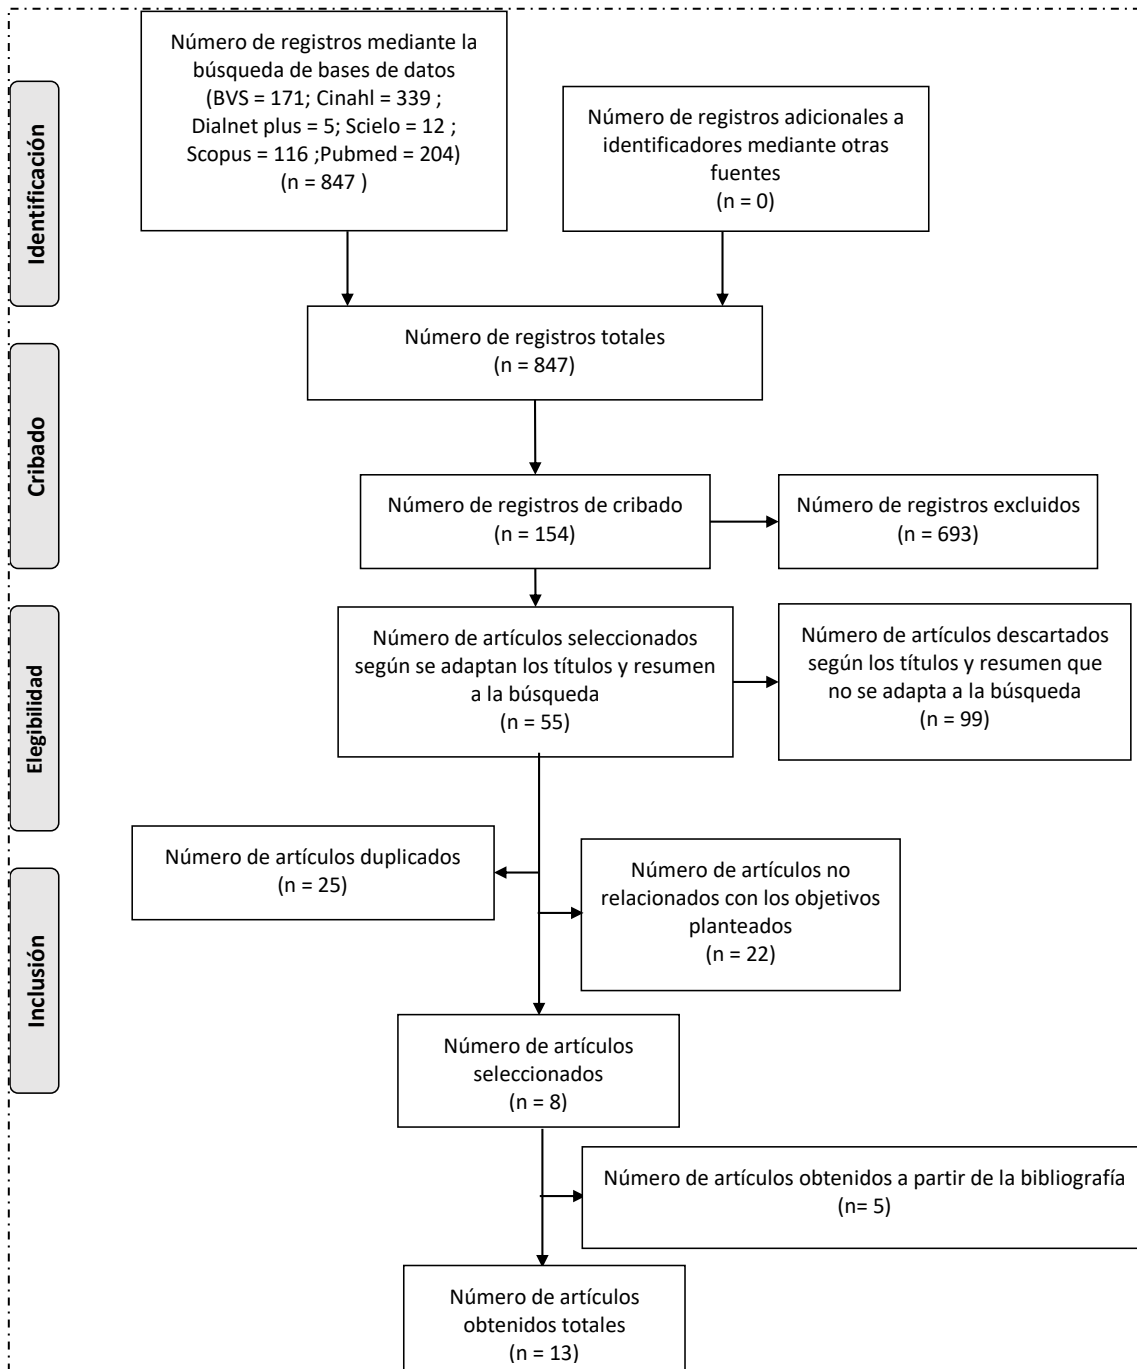 Número de registros mediante la
búsqueda de bases de datos
(BVS = 171; Cinahl = 339 ;
Dialnet plus = 5; Scielo = 12 ;
Scopus = 116 ;Pubmed = 204)
(n = 847 )
Número de registros adicionales a
identificadores mediante otras
fuentes
(n = 0)
Identificación
Número de registros totales
(n = 847)
Cribado
Número de registros de cribado
(n = 154)
Número de registros excluidos
(n = 693)
Elegibilidad
Número de artículos seleccionados
según se adaptan los títulos y resumen
a la búsqueda
(n = 55)
Número de artículos descartados
según los títulos y resumen que
no se adapta a la búsqueda
(n = 99)
Número de artículos duplicados
(n = 25)
Número de artículos no
relacionados con los objetivos
planteados
(n = 22)
Inclusión
Número de artículos
seleccionados
(n = 8)
Número de artículos obtenidos a partir de la bibliografía
(n= 5)
Número de artículos
obtenidos totales
(n = 13)